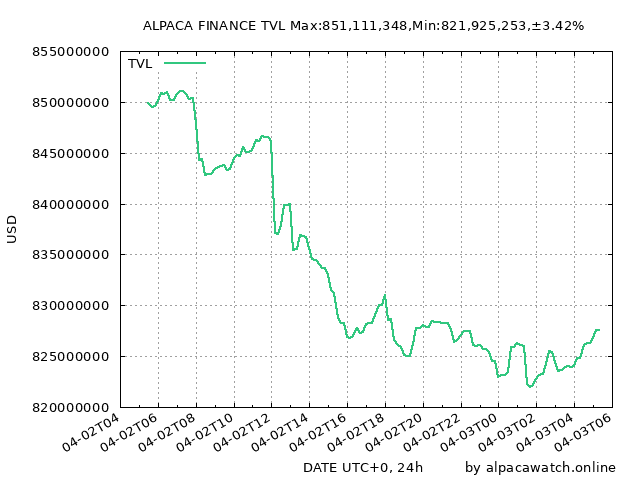 ALPACA FINANCE TVL Max:851,111,348,Min:821,925,253,±3.42%
855000000
TVL
850000000
845000000
840000000
835000000
830000000
825000000
820000000
USD
04-02T04
04-02T06
04-02T08
04-02T10
04-02T12
04-02T14
04-02T16
04-02T18
04-02T20
04-02T22
04-03T00
04-03T02
04-03T04
04-03T06
DATE UTC+0, 24h
by alpacawatch.online